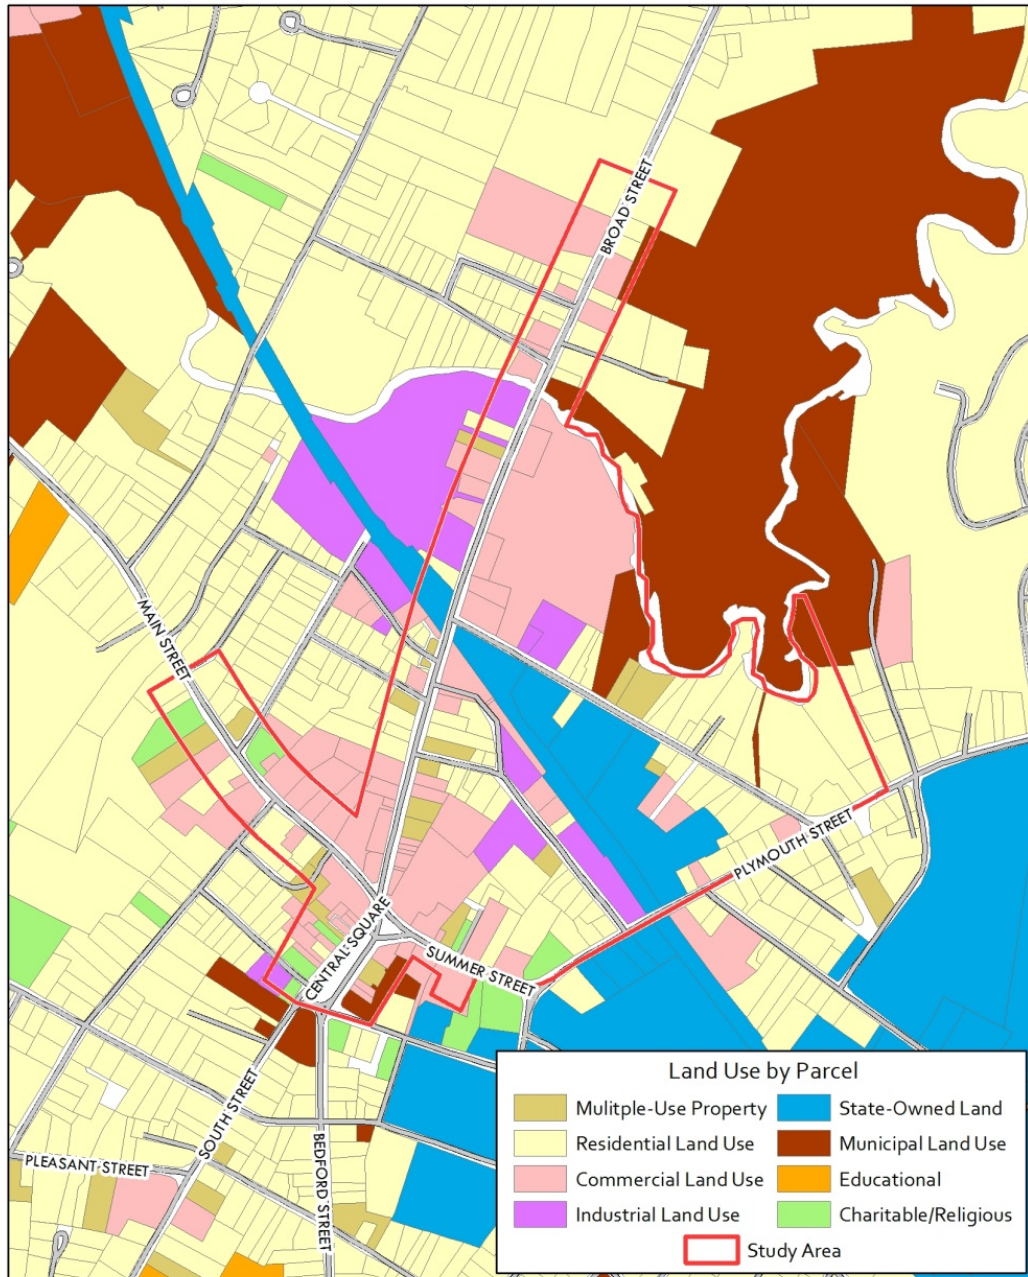 BROAD STREET
MAIN STREET
PLYMOUTH STREET
CENTRAL SQUARE
SUMMER STREET
SOUTH STREET
BEDFORD STREET
PLEASANT STREET
Land Use by Parcel
Mulitple-Use Property
State-Owned Land
Residential Land Use
Municipal Land Use
Commercial Land Use
Educational
Industrial Land Use
Charitable/Religious
Study Area